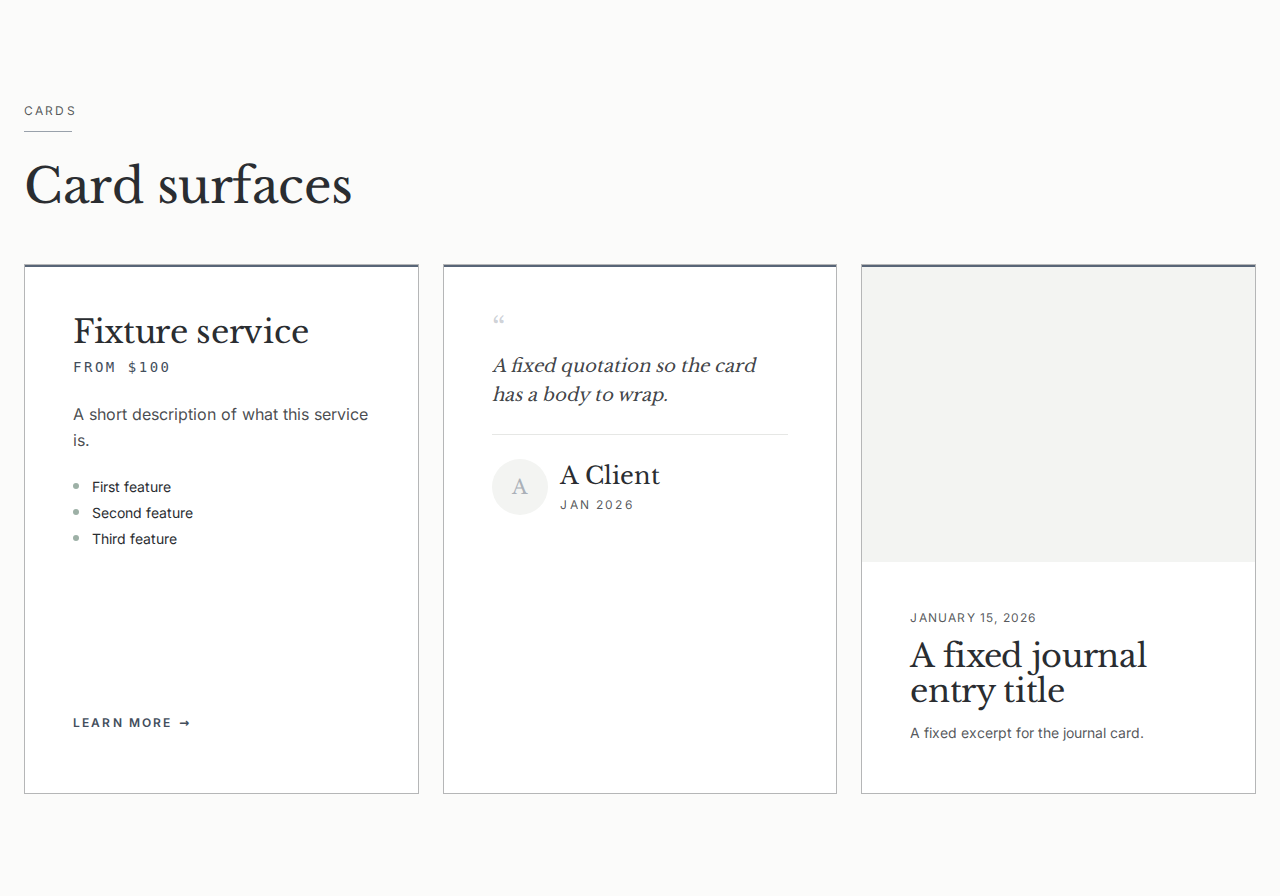 CARDS
Card surfaces
Fixture service
FROM $100
A short description of what this service
is.
First feature
Second feature
Third feature
LEARN MORE →
“
A fixed quotation so the card
has a body to wrap.
A
A Client
JAN 2026
JANUARY 15, 2026
A fixed journal
entry title
A fixed excerpt for the journal card.